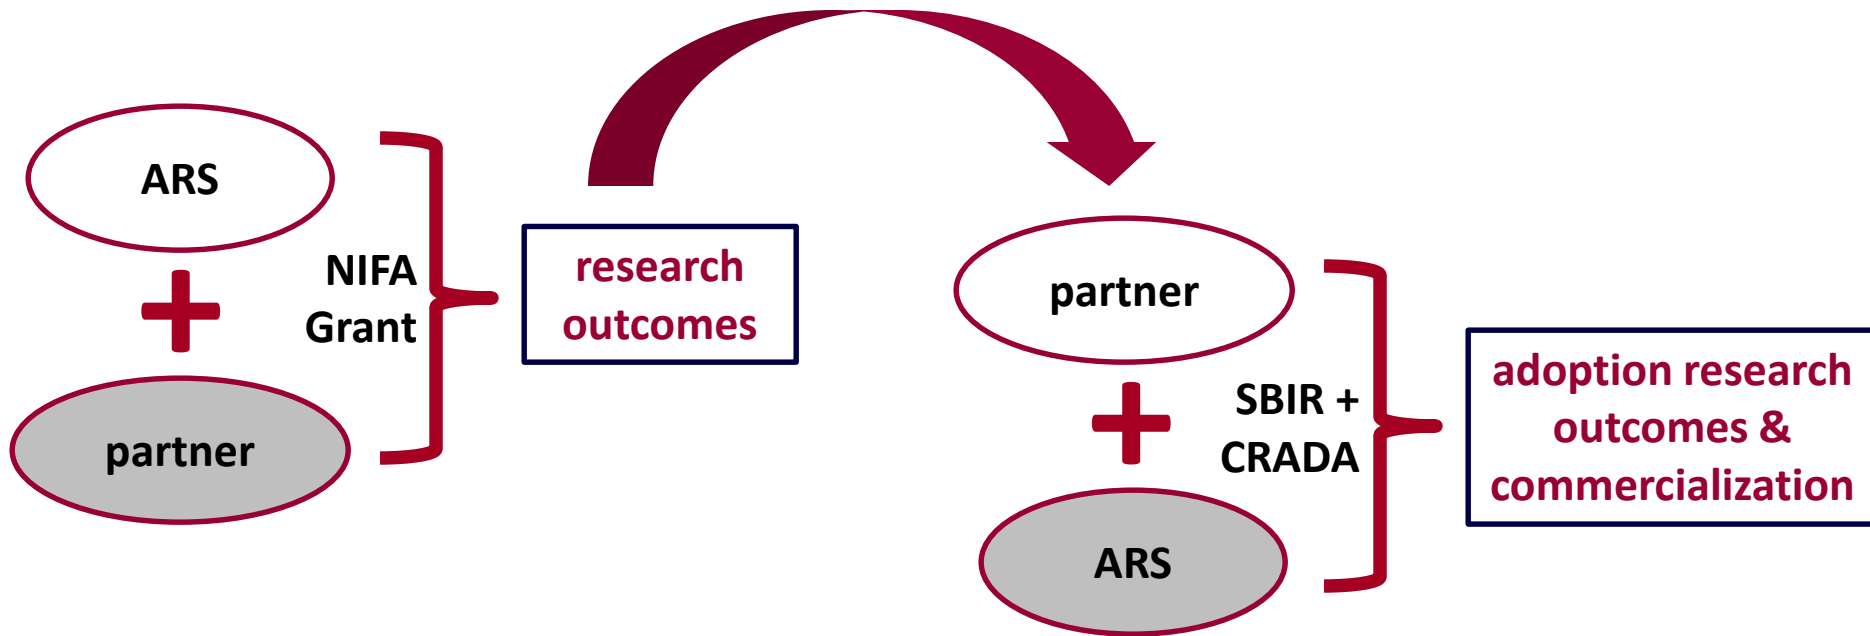 ARS
NIFA
Grant
partner
research
outcomes
partner
SBIR +
CRADA
ARS
adoption research
outcomes &
commercialization